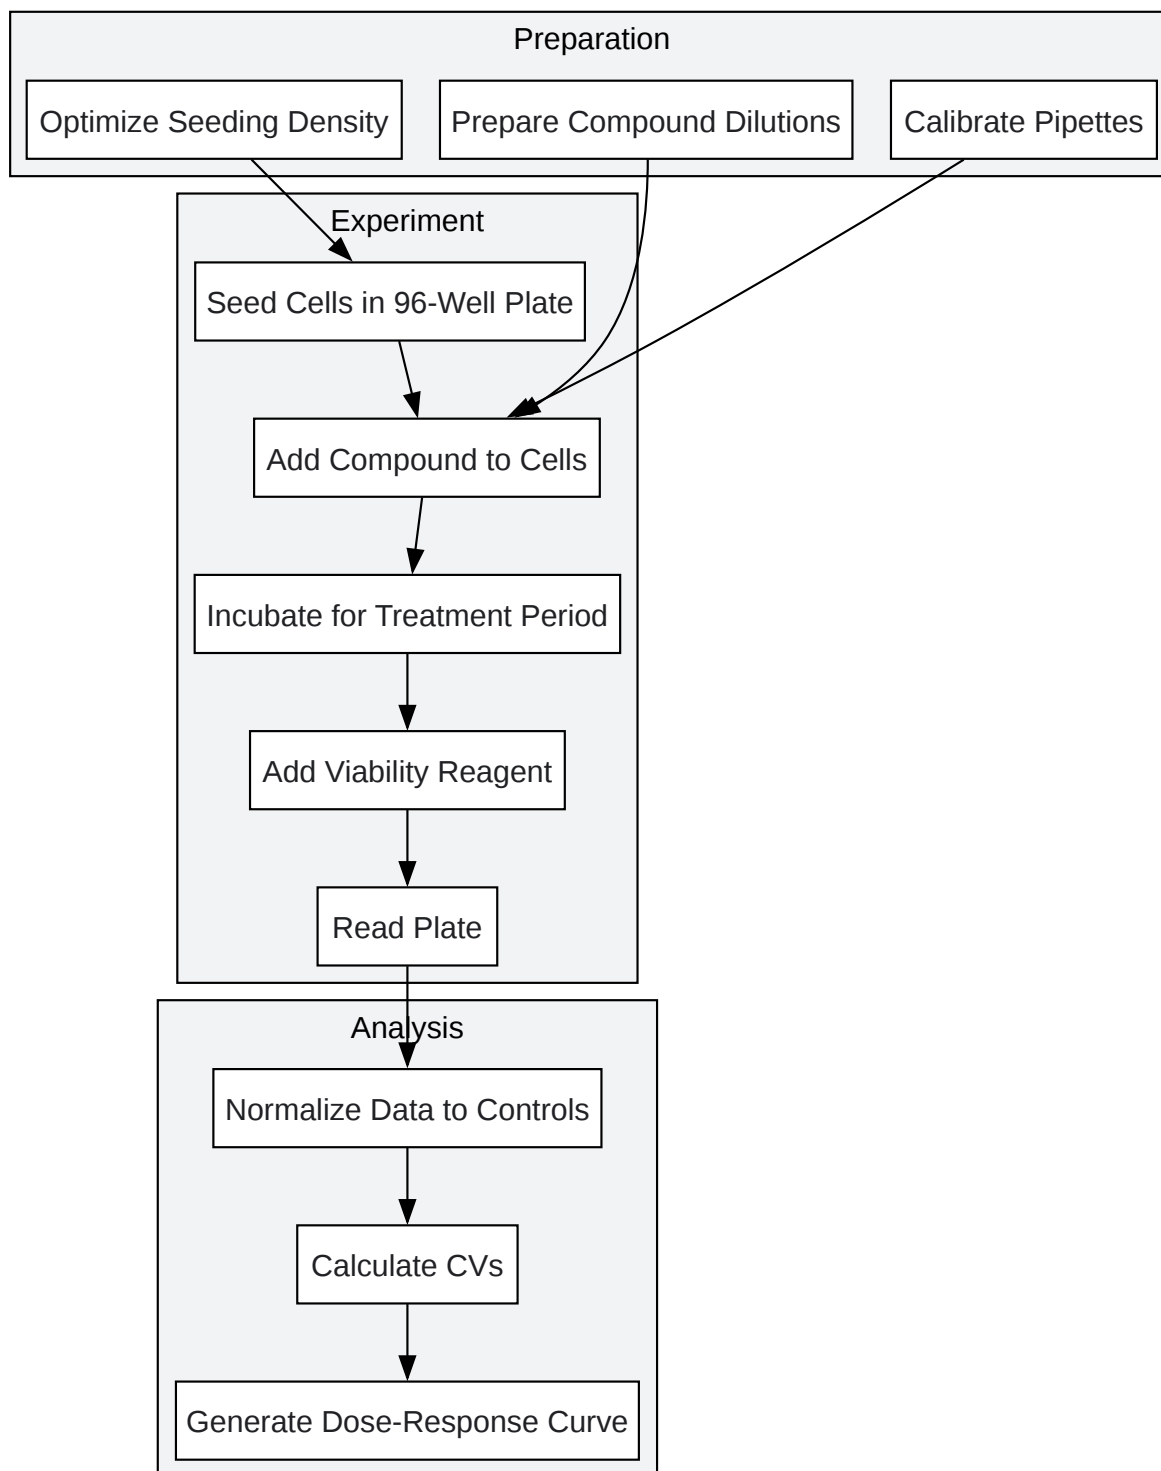 Preparation
Optimize Seeding Density
Prepare Compound Dilutions
Calibrate Pipettes
Experiment
Seed Cells in 96-Well Plate
Add Compound to Cells
Incubate for Treatment Period
Add Viability Reagent
Read Plate
Analysis
Normalize Data to Controls
Calculate CVs
Generate Dose-Response Curve